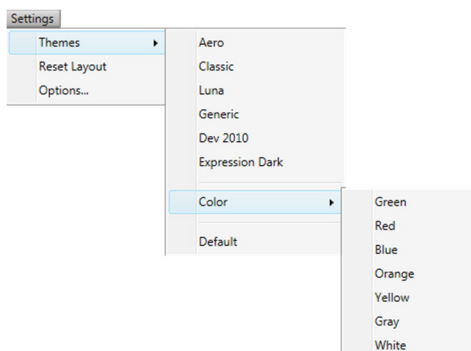 Settings
Themes
Reset Layout
Options...
Aero
Classic
Luna
Generic
Dev 2010
Expression Dark
Color
Default
Green
Red
Blue
Orange
Yellow
Gray
White